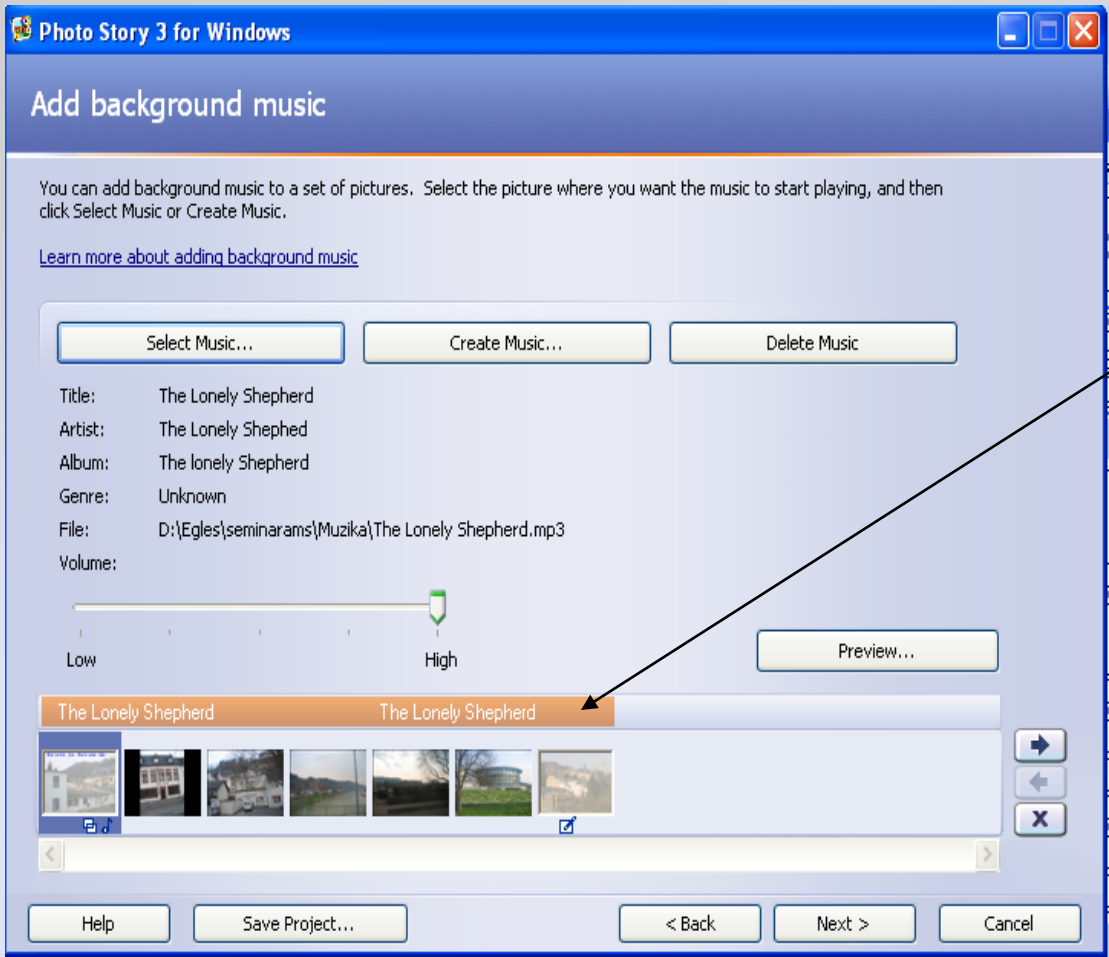 Photo Story 3 for Windows
Add background music
You can add background music to a set of pictures. Select the picture where you want the music to start playing, and then
click Select Music or Create Music.
Learn more about adding background music
Select Music... Create Music... Delete Music
Title: The Lonely Shepherd
Artist: The Lonely Shephed
Album: The lonely Shepherd
Genre: Unknown
File: D:\Egles\seminarams\Muzika\The Lonely Shepherd.mp3
Volume:
Low High
Preview...
The Lonely Shepherd The Lonely Shepherd
Help Save Project... < Back Next > Cancel